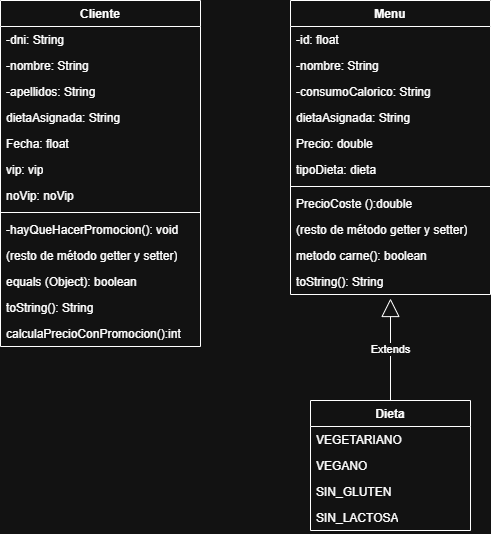 Cliente
-dni: String
-nombre: String
-apellidos: String
dietaAsignada: String
Fecha: float
vip: vip
noVip: noVip
-hayQueHacerPromocion(): void
(resto de método getter y setter)
equals (Object): boolean
toString(): String
calculaPrecioConPromocion():int
Menu
-id: float
-nombre: String
-consumoCalorico: String
dietaAsignada: String
Precio: double
tipoDieta: dieta
PrecioCoste ():double
(resto de método getter y setter)
metodo carne(): boolean
toString(): String
Extends
Dieta
VEGETARIANO
VEGANO
SIN_GLUTEN
SIN_LACTOSA